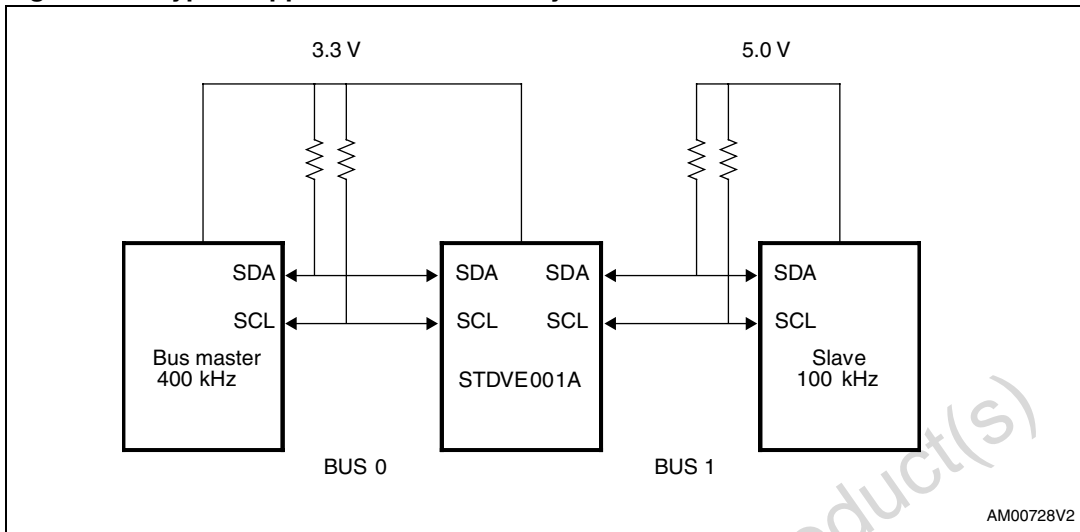 3.3 V
5.0 V
SDA
SCL
Bus master
400 kHz
SDA
SDA
SCL
SCL
STDVE001A
SDA
SCL
Slave
100 kHz
BUS 0
BUS 1
duct(s)
AM00728V2